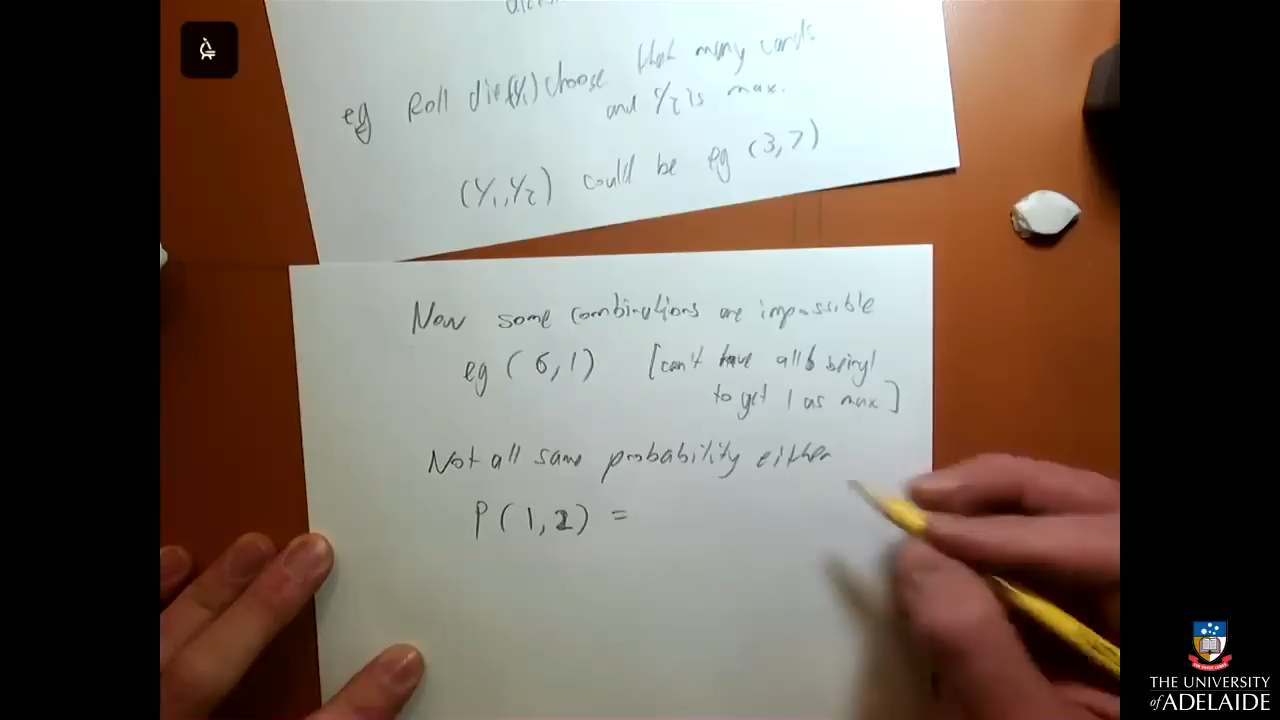 eg Roll die (Y₁) choose that many cards
and Y₂ is max.
(Y₁, Y₂) could be eg (3,7)
Now some combinations are impossible
eg (6,1) [can't have all 6 being 1
to get 1 as max]
Not all same probability either
P(1,2) =
THE UNIVERSITY
of ADELAIDE